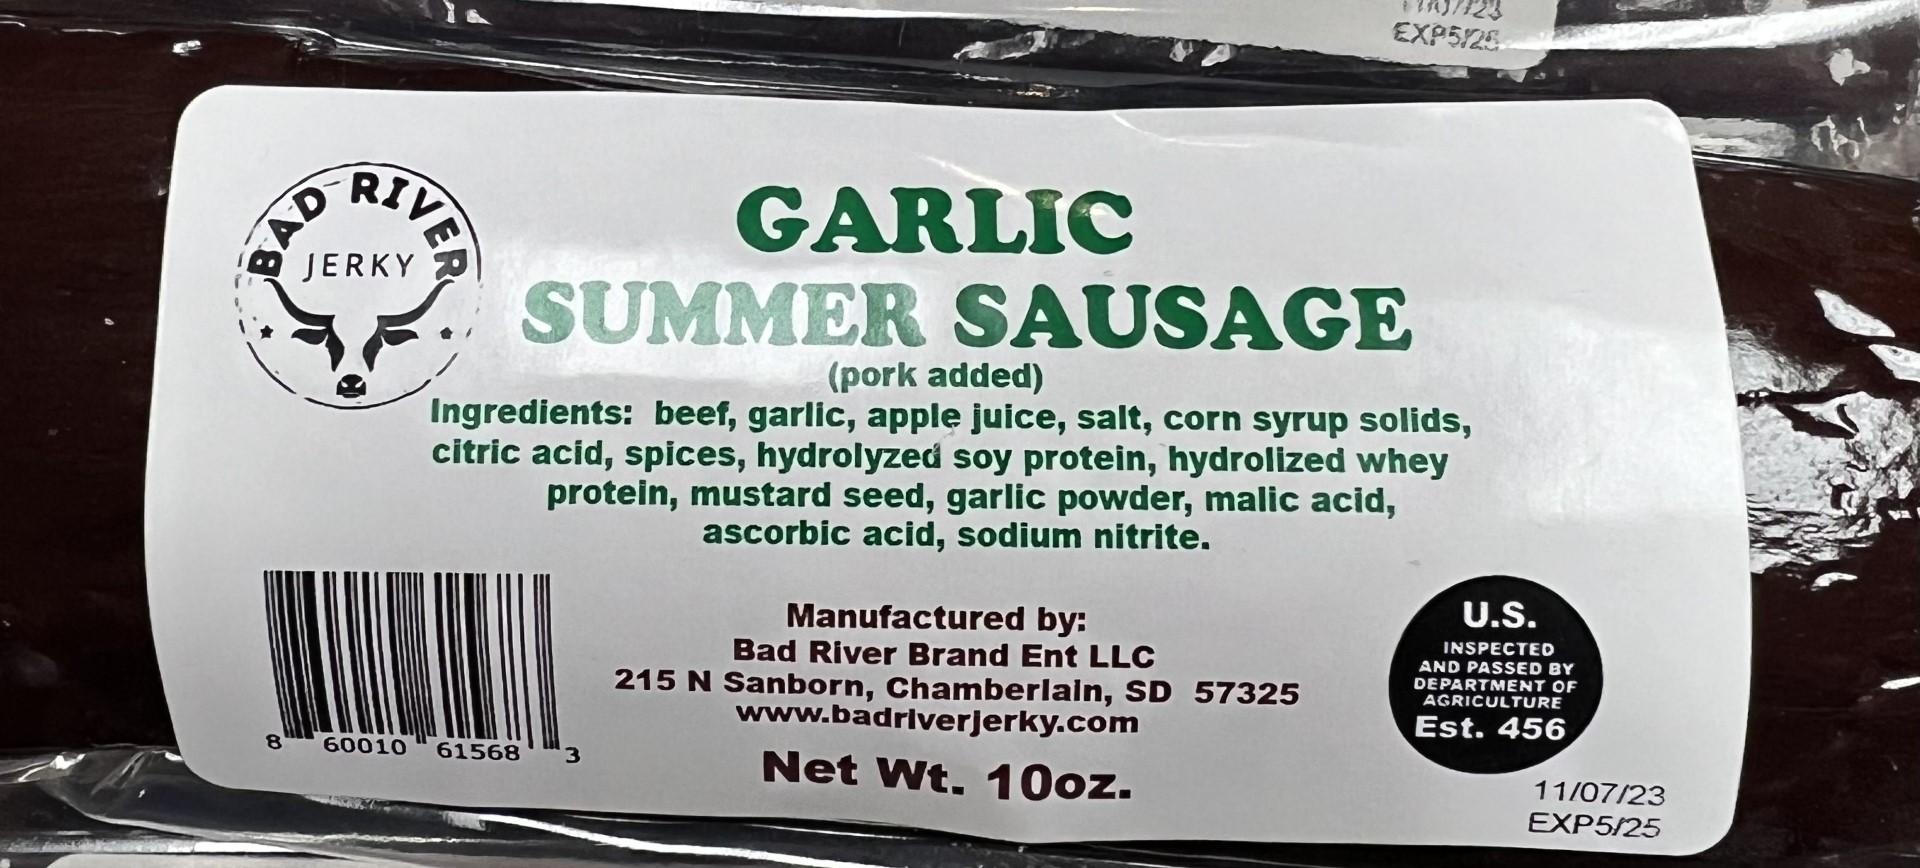 11/07/23
EXP5/25
BAD RIVER
JERKY
GARLIC
SUMMER SAUSAGE
(pork added)
Ingredients: beef, garlic, apple juice, salt, corn syrup solids,
citric acid, spices, hydrolyzed soy protein, hydrolized whey
protein, mustard seed, garlic powder, malic acid,
ascorbic acid, sodium nitrite.
Manufactured by:
Bad River Brand Ent LLC
215 N Sanborn, Chamberlain, SD 57325
www.badriverjerky.com
Net Wt. 10oz.
8 60010 61568 3
U.S.
INSPECTED
AND PASSED BY
DEPARTMENT OF
AGRICULTURE
Est. 456
11/07/23
EXP5/25